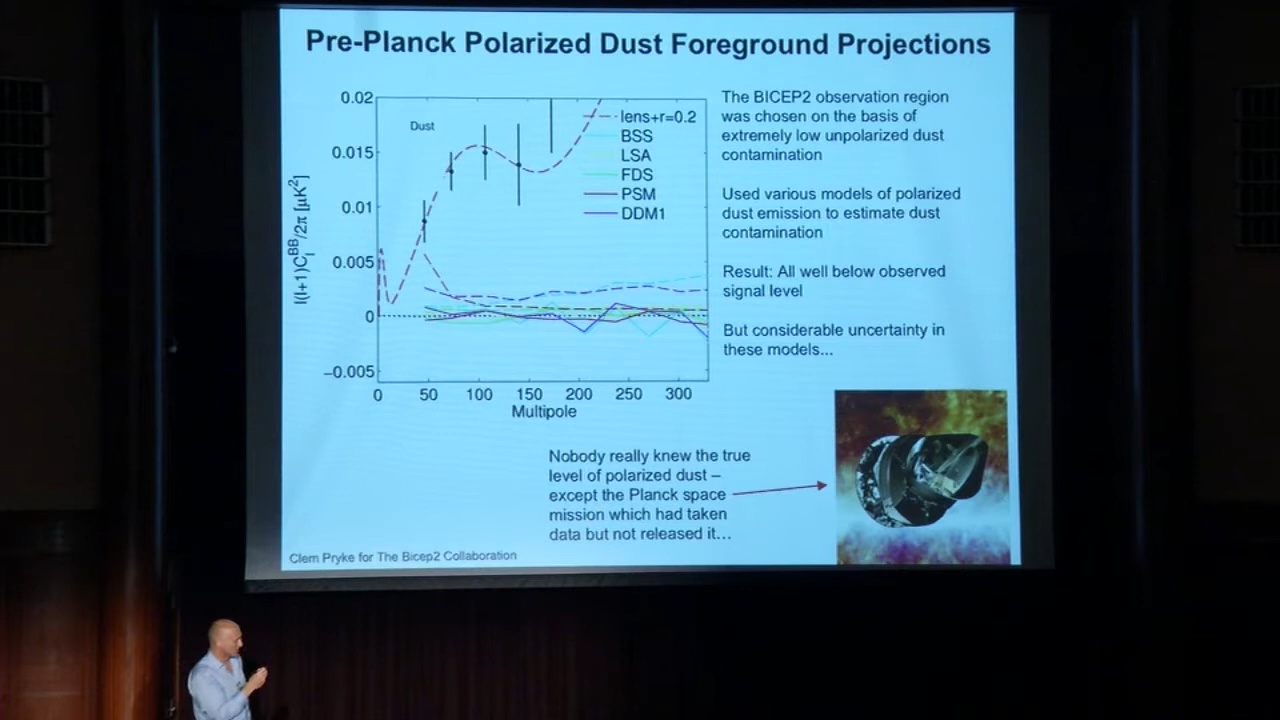 Pre-Planck Polarized Dust Foreground Projections
0.02
0.015
0.01
0.005
0
−0.005
l(l+1)C_l^BB/2π [μK²]
Dust
lens+r=0.2
BSS
LSA
FDS
PSM
DDM1
0 50 100 150 200 250 300
Multipole
The BICEP2 observation region
was chosen on the basis of
extremely low unpolarized dust
contamination
Used various models of polarized
dust emission to estimate dust
contamination
Result: All well below observed
signal level
But considerable uncertainty in
these models...
Nobody really knew the true
level of polarized dust –
except the Planck space
mission which had taken
data but not released it...
Clem Pryke for The Bicep2 Collaboration